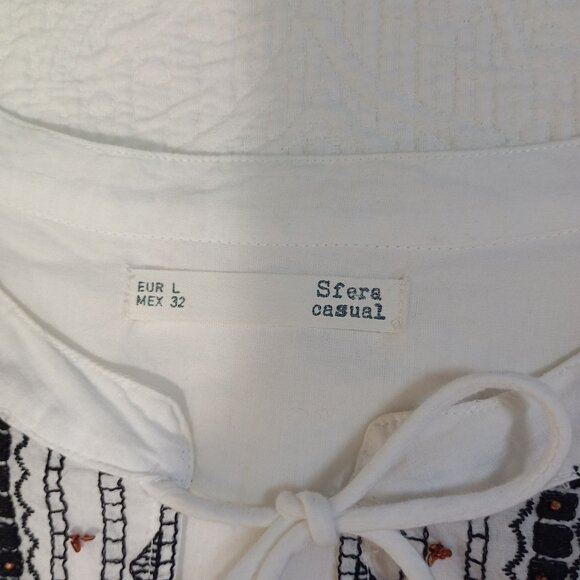 EUR L
MEX 32
Sfera
casual